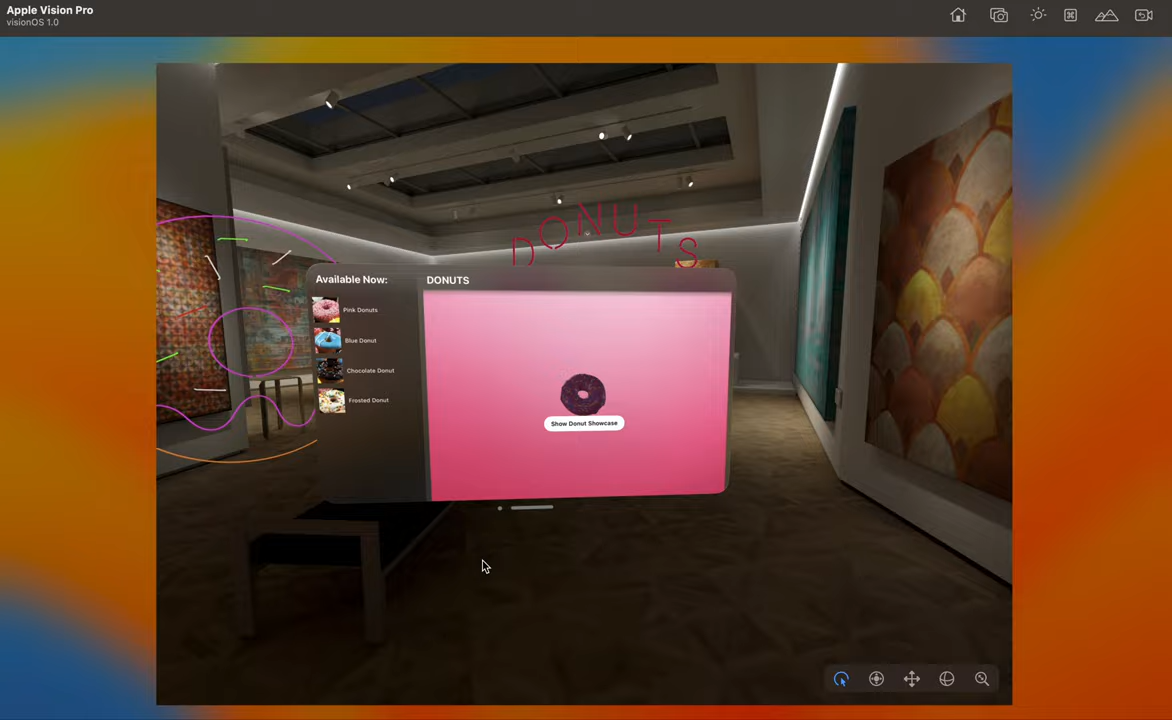 Apple Vision Pro
visionOS 1.0
DONUTS
Available Now:
DONUTS
Pink Donuts
Blue Donut
Chocolate Donut
Frosted Donut
Show Donut Showcase